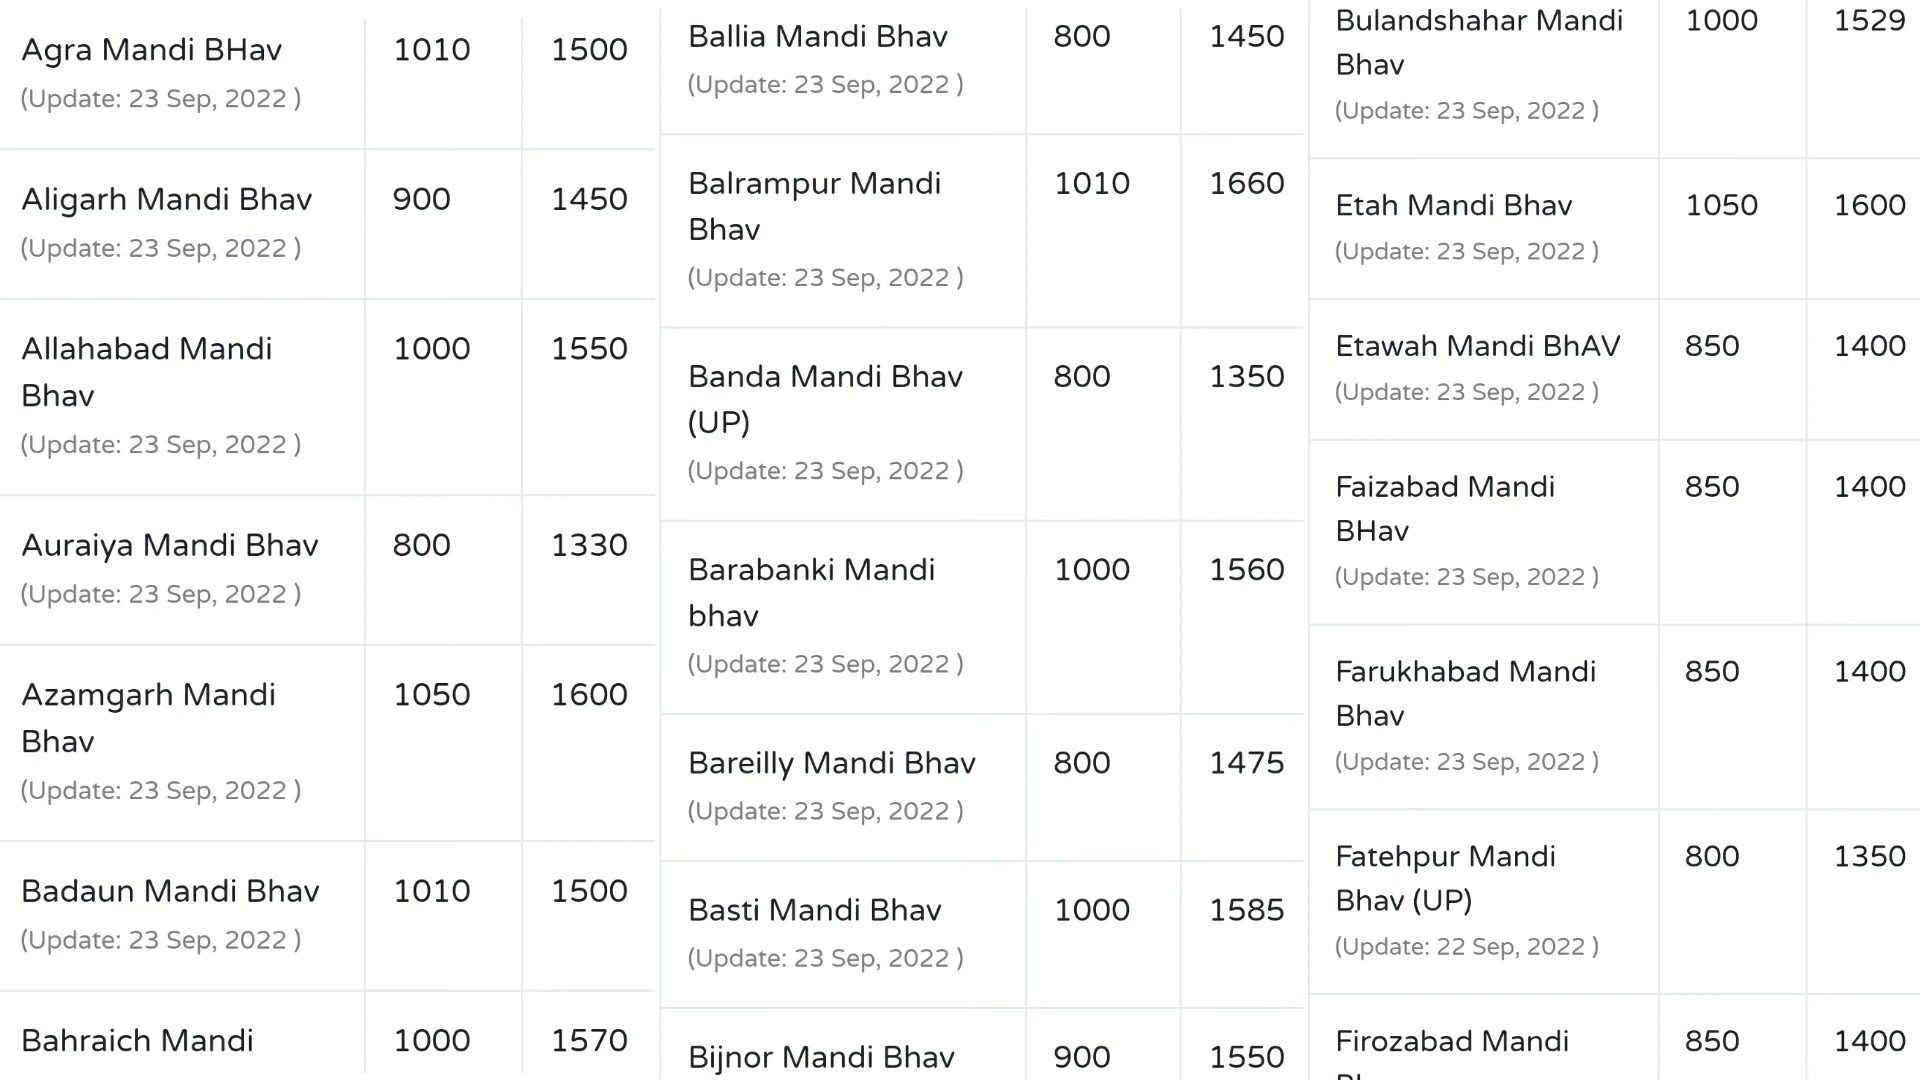 Agra Mandi BHav 1010 1500
(Update: 23 Sep, 2022 )
Aligarh Mandi Bhav 900 1450
(Update: 23 Sep, 2022 )
Allahabad Mandi 1000 1550
Bhav
(Update: 23 Sep, 2022 )
Auraiya Mandi Bhav 800 1330
(Update: 23 Sep, 2022 )
Azamgarh Mandi 1050 1600
Bhav
(Update: 23 Sep, 2022 )
Badaun Mandi Bhav 1010 1500
(Update: 23 Sep, 2022 )
Bahraich Mandi 1000 1570
Ballia Mandi Bhav 800 1450
(Update: 23 Sep, 2022 )
Balrampur Mandi 1010 1660
Bhav
(Update: 23 Sep, 2022 )
Banda Mandi Bhav 800 1350
(UP)
(Update: 23 Sep, 2022 )
Barabanki Mandi 1000 1560
bhav
(Update: 23 Sep, 2022 )
Bareilly Mandi Bhav 800 1475
(Update: 23 Sep, 2022 )
Basti Mandi Bhav 1000 1585
(Update: 23 Sep, 2022 )
Bijnor Mandi Bhav 900 1550
Bulandshahar Mandi 1000 1529
Bhav
(Update: 23 Sep, 2022 )
Etah Mandi Bhav 1050 1600
(Update: 23 Sep, 2022 )
Etawah Mandi BhAV 850 1400
(Update: 23 Sep, 2022 )
Faizabad Mandi 850 1400
BHav
(Update: 23 Sep, 2022 )
Farukhabad Mandi 850 1400
Bhav
(Update: 23 Sep, 2022 )
Fatehpur Mandi 800 1350
Bhav (UP)
(Update: 22 Sep, 2022 )
Firozabad Mandi 850 1400